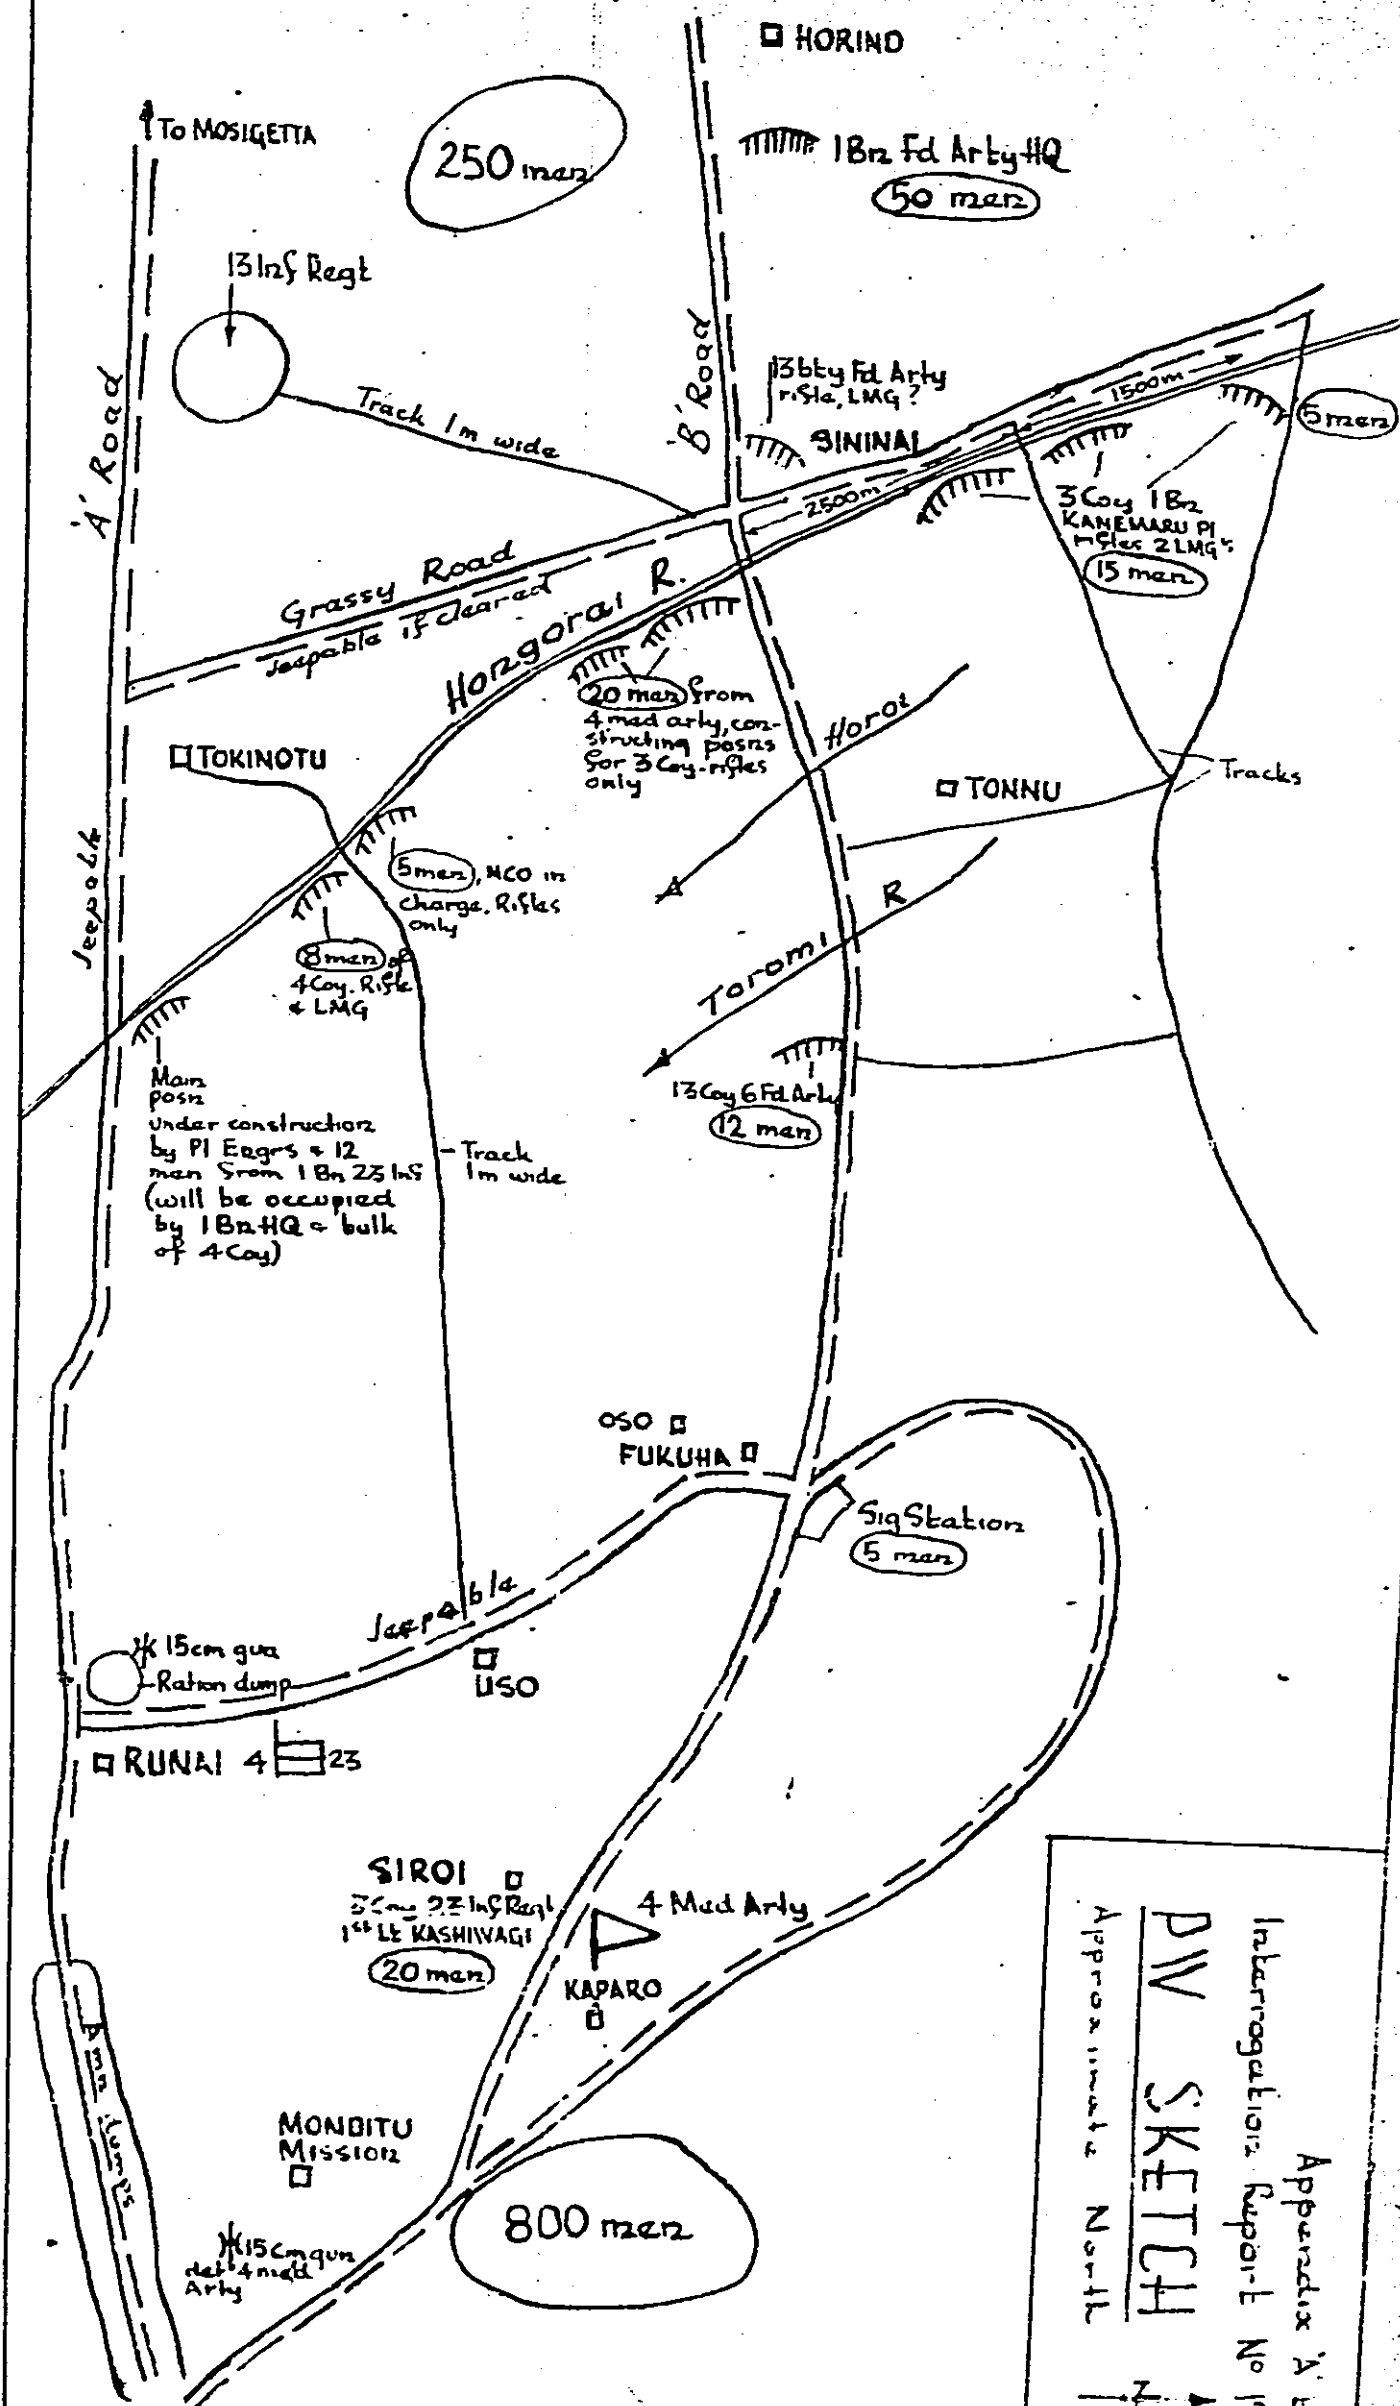 HORINO
To MOSIGETTA
250 men
1 Bn Fd Arty HQ
50 men
13 Inf Regt
'A' Road
Track 1m wide
'B' Road
13 bty Fd Arty
rifle, LMG ?
SININAI
1500m
5 men
2500m
3 Coy 1 Bn
KANEMARU Pl
rifles 2 LMG's
15 men
Grassy Road
Jeepable if cleared
Hongorai R.
20 men from
4 med arty, con-
structing posns
for 3 Coy-rifles
only
Horoi
TOKINOTU
TONNU
Tracks
Jeepable
5 men, NCO in
charge. Rifles
only
8 men of
4 Coy. Rifle
& LMG
Toromi R
Main
posn
under construction
by Pl Engrs & 12
men from 1 Bn 23 Inf
(will be occupied
by 1 Bn HQ & bulk
of 4 Coy)
Track
1m wide
13 Coy 6 Fd Arty
12 men
OSO
FUKUHA
Sig Station
5 men
Jeepable
15cm gun
Ration dump
USO
RUNAI 4 23
SIROI
3 Coy 23 Inf Regt
1st Lt KASHIWAGI
20 men
4 Med Arty
KAPARO
Amn dumps
MONOITU
Mission
800 men
15cm gun
det 4 med
Arty
Appendix 'A'
Interrogation Report No
PW SKETCH
Approximate North